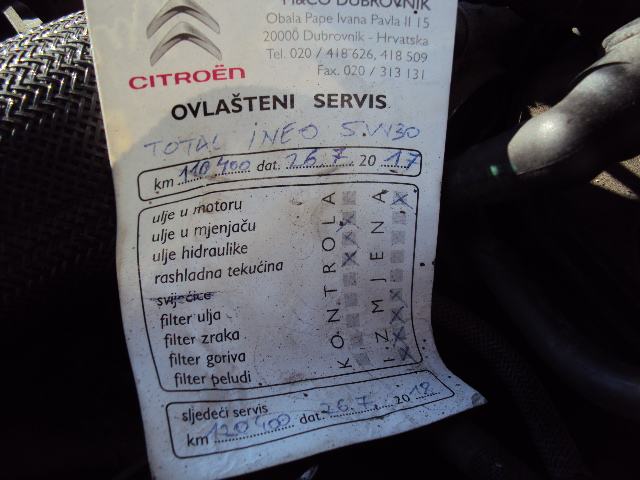 DUBROVNIK
Obala Pape Ivana Pavla II 15
20000 Dubrovnik - Hrvatska
Tel. 020 / 418 626, 418 509
Fax. 020 / 313 131
CITROËN
OVLAŠTENI SERVIS
TOTAL INEO 5W30
km 110 400 dat. 26.7. 20 17
KONTROLA IZMJENA
ulje u motoru
ulje u mjenjaču
ulje hidraulike
rashladna tekućina
svijećice
filter ulja
filter zraka
filter goriva
filter peludi
sljedeći servis
km 120 400 dat. 26.7. 20 18